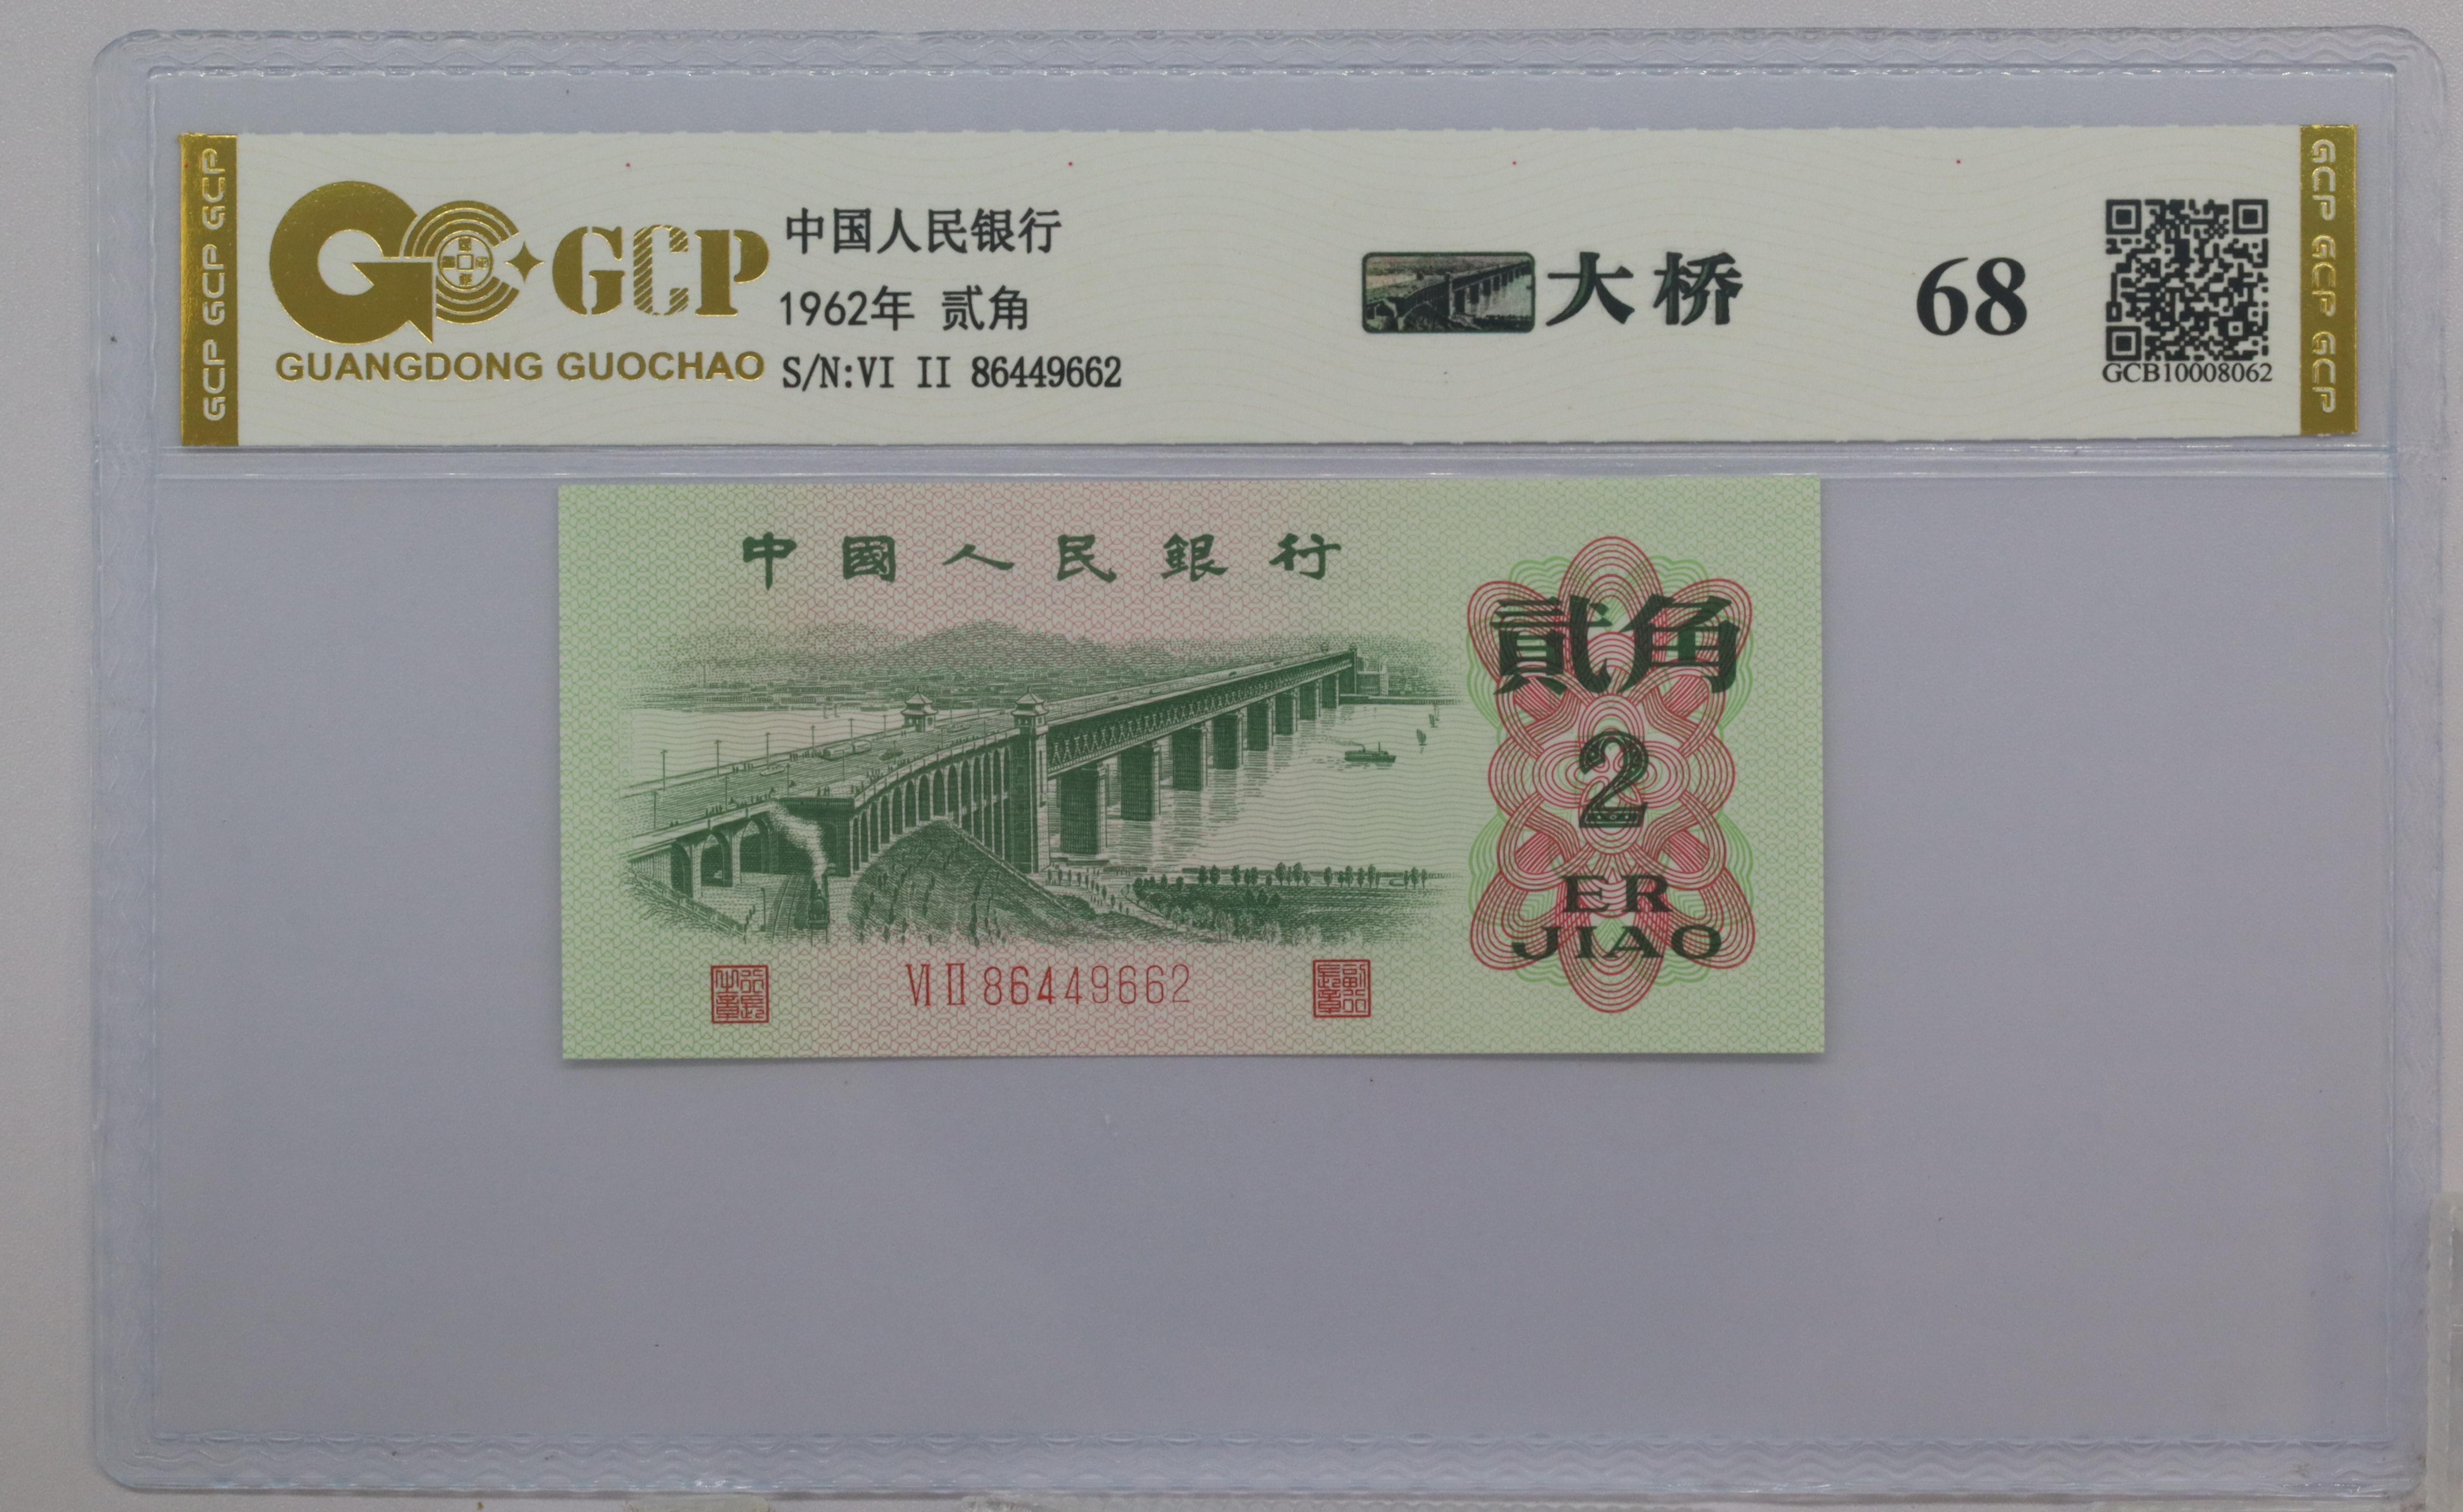 GCP GCP GCP
GCP
GUANGDONG GUOCHAO
中国人民银行
1962年 贰角
S/N:VI II 86449662
大桥
68
GCB10008062
GCP GCP GCP
中國人民銀行
貳角
2
ER
JIAO
VI II 86449662